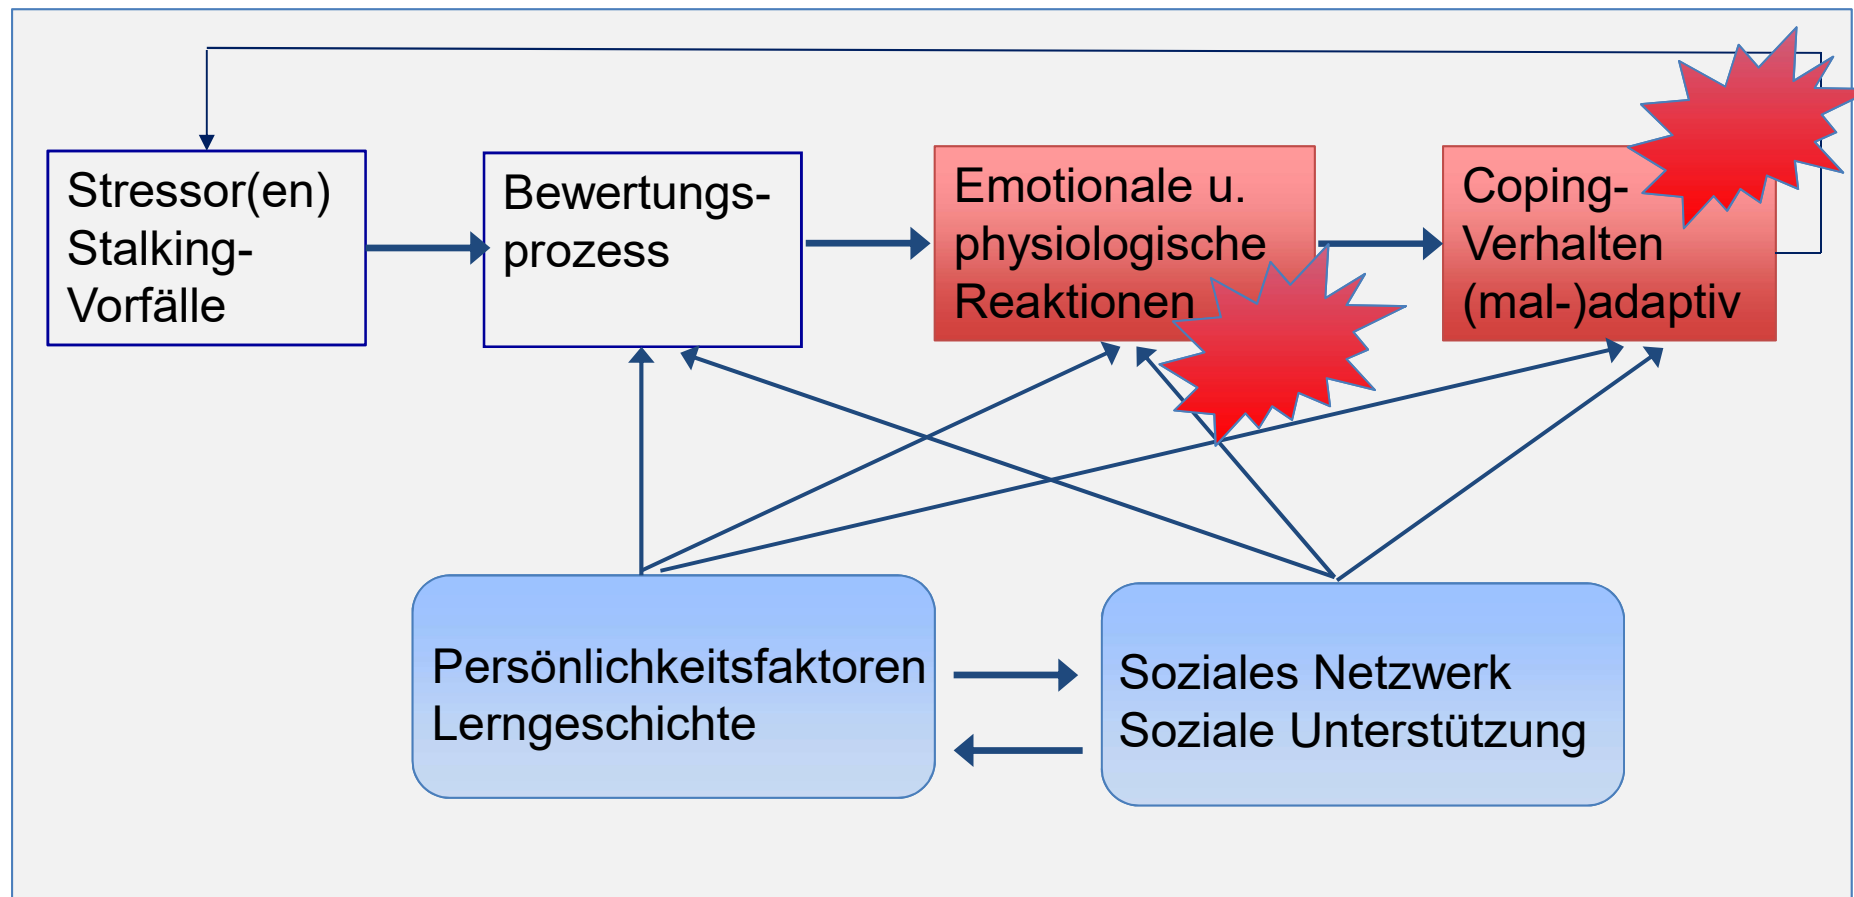 Stressor(en)
Stalking-
Vorfälle
Bewertungs-
prozess
Emotionale u.
physiologische
Reaktionen
Coping-
Verhalten
(mal-)adaptiv
Persönlichkeitsfaktoren
Lerngeschichte
Soziales Netzwerk
Soziale Unterstützung